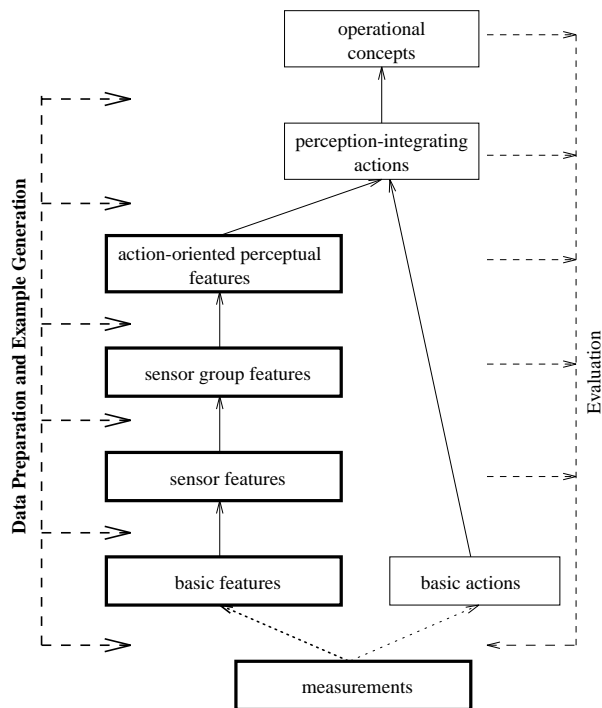 operational
concepts
perception-integrating
actions
action-oriented perceptual
features
sensor group features
sensor features
basic features
basic actions
measurements
Data Preparation and Example Generation
Evaluation